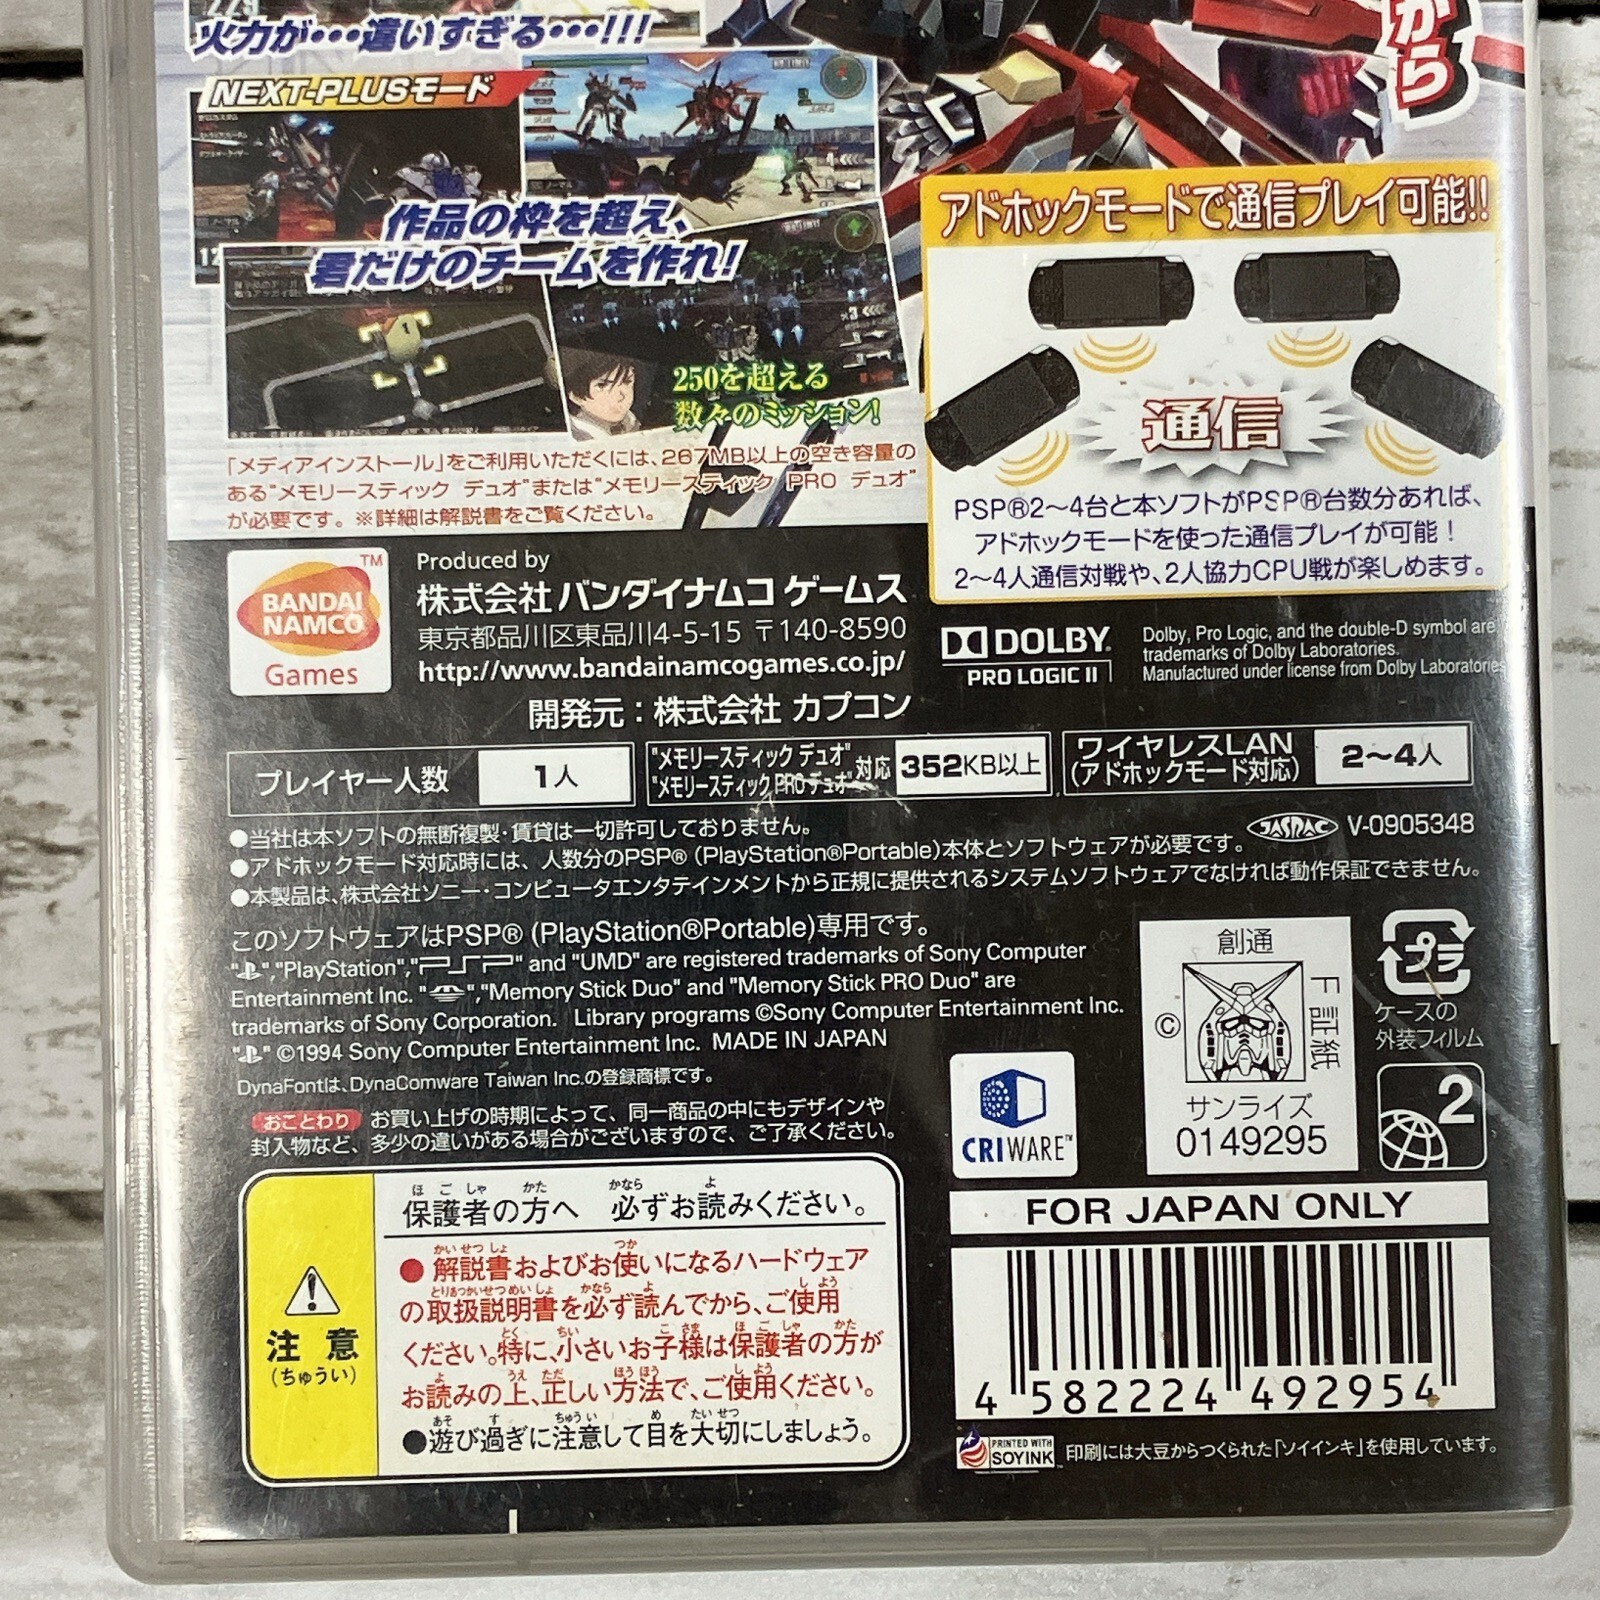 火力が・・・違いすぎる・・・!!!
NEXT-PLUSモード
作品の枠を超え、
君だけのチームを作れ!
250を超える
数々のミッション!
から
「メディアインストール」をご利用いただくには、267MB以上の空き容量の
ある"メモリースティック デュオ"または"メモリースティック PRO デュオ"
が必要です。※詳細は解説書をご覧ください。
アドホックモードで通信プレイ可能!!
通信
PSP®2〜4台と本ソフトがPSP®台数分あれば、
アドホックモードを使った通信プレイが可能!
2〜4人通信対戦や、2人協力CPU戦が楽しめます。
BANDAI
NAMCO
Games
TM
Produced by
株式会社 バンダイナムコ ゲームス
東京都品川区東品川4-5-15 〒140-8590
http://www.bandainamcogames.co.jp/
開発元：株式会社 カプコン
DOLBY
PRO LOGIC II
Dolby, Pro Logic, and the double-D symbol are
trademarks of Dolby Laboratories.
Manufactured under license from Dolby Laboratories
プレイヤー人数 1人
"メモリースティック デュオ"
"メモリースティック PRO デュオ" 対応 352KB以上
ワイヤレスLAN
(アドホックモード対応) 2〜4人
●当社は本ソフトの無断複製・賃貸は一切許可しておりません。
JASRAC V-0905348
●アドホックモード対応時には、人数分のPSP®(PlayStation®Portable)本体とソフトウェアが必要です。
●本製品は、株式会社ソニー・コンピュータエンタテインメントから正規に提供されるシステムソフトウェアでなければ動作保証できません。
このソフトウェアはPSP®(PlayStation®Portable)専用です。
" ","PlayStation","PSP" and "UMD" are registered trademarks of Sony Computer
Entertainment Inc. " ","Memory Stick Duo" and "Memory Stick PRO Duo" are
trademarks of Sony Corporation. Library programs ©Sony Computer Entertainment Inc.
" " ©1994 Sony Computer Entertainment Inc. MADE IN JAPAN
DynaFontは、DynaComware Taiwan Inc.の登録商標です。
おことわり お買い上げの時期によって、同一商品の中にもデザインや
封入物など、多少の違いがある場合がございますので、ご了承ください。
CRIWARE™
創通
©
F証紙
サンライズ
0149295
プラ
ケースの
外装フィルム
2
FOR JAPAN ONLY
4 582224 492954
PRINTED WITH
SOYINK
印刷には大豆からつくられた「ソイインキ」を使用しています。
注意
(ちゅうい)
保護者の方へ 必ずお読みください。
●解説書およびお使いになるハードウェア
の取扱説明書を必ず読んでから、ご使用
ください。特に、小さいお子様は保護者の方が
お読みの上、正しい方法で、ご使用ください。
●遊び過ぎに注意して目を大切にしましょう。